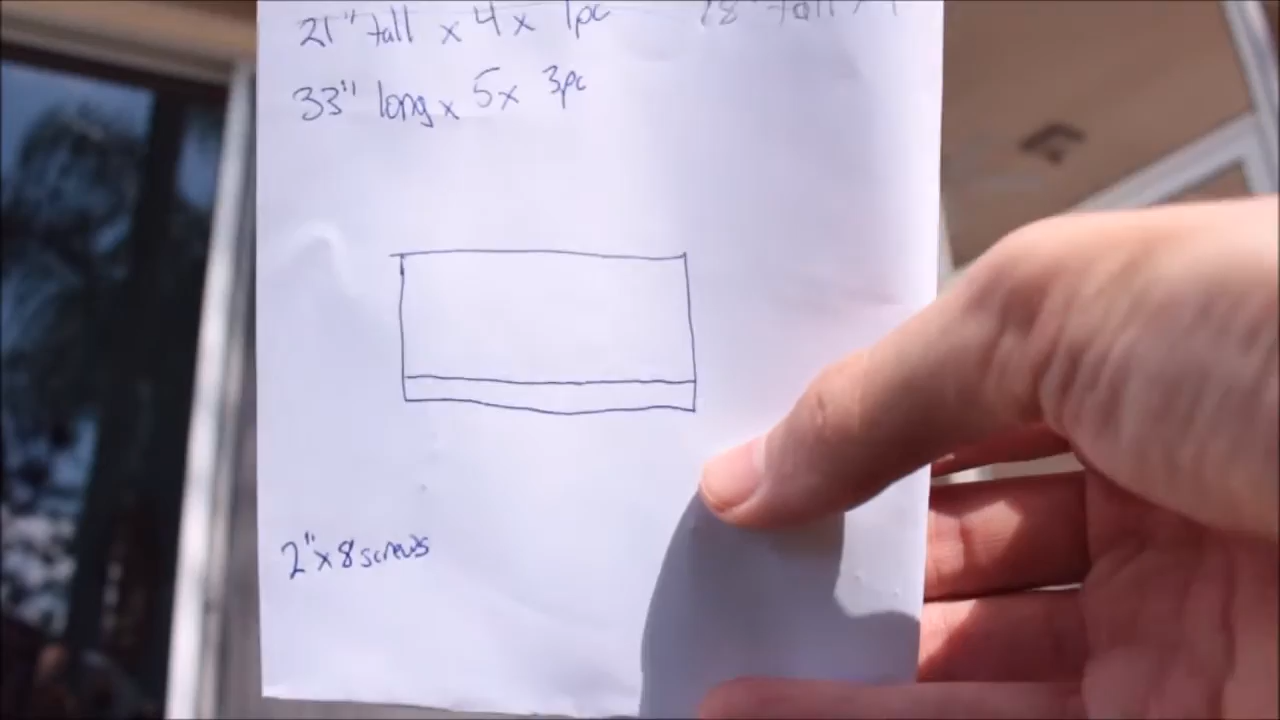 21" tall x 4 x 1pc
33" long x 5x 3pc
2" x 8 screws